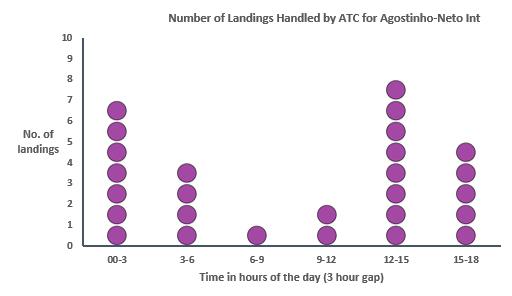 Number of Landings Handled by ATC for Agostinho-Neto Int
10
9
8
7
6
5
4
3
2
1
0
No. of
landings
00-3 3-6 6-9 9-12 12-15 15-18
Time in hours of the day (3 hour gap)